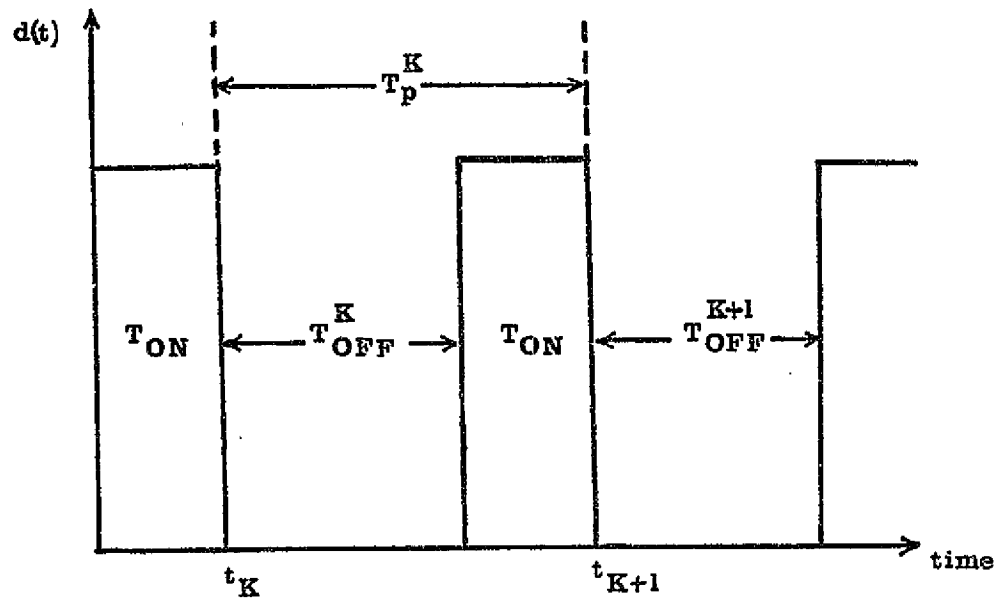 d(t)
T_p^K
T_ON
T_OFF^K
T_ON
T_OFF^K+1
t_K
t_K+1
time